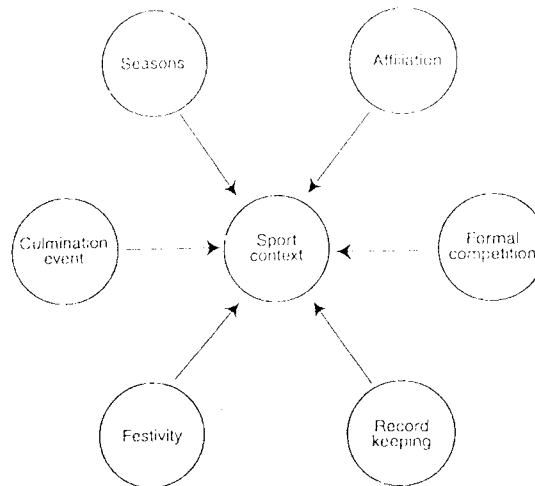 Seasons
Affiliation
Culmination
event
Sport
context
Formal
competition
Festivity
Record
keeping